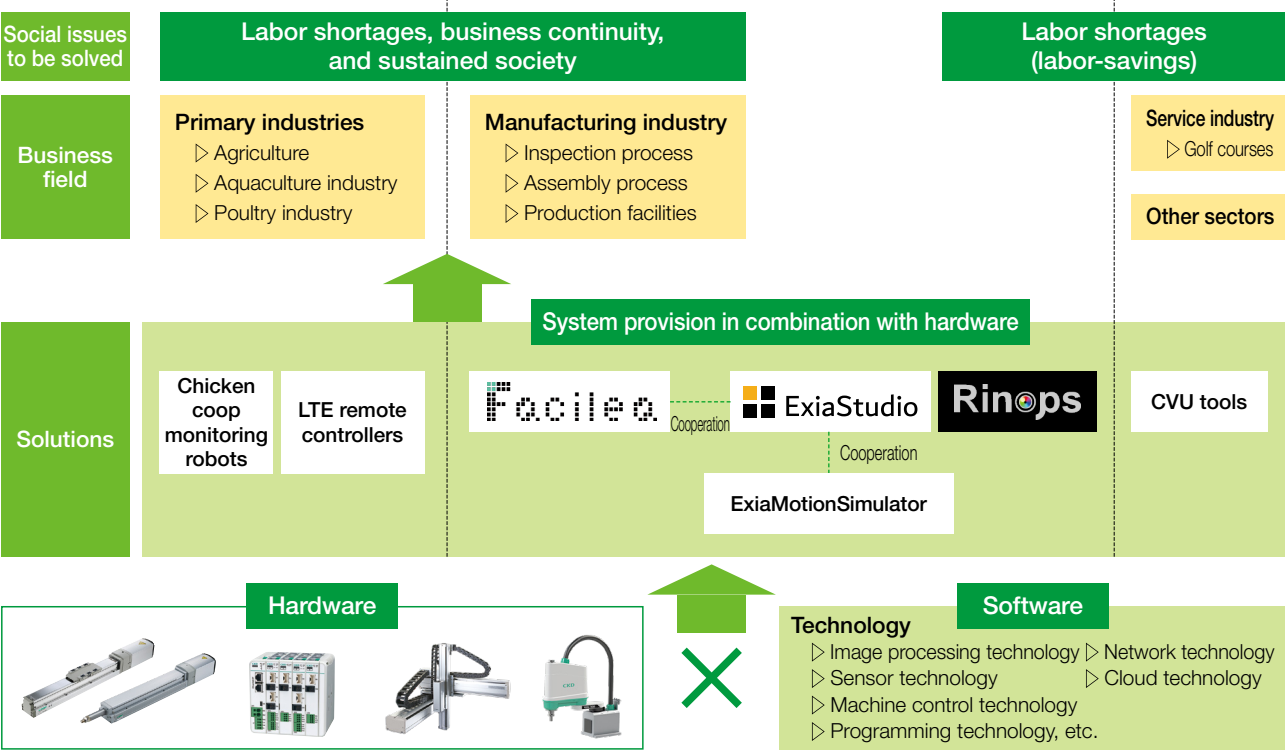 Social issues
to be solved
Labor shortages, business continuity,
and sustained society
Labor shortages
(labor-savings)
Business
field
Primary industries
▷ Agriculture
▷ Aquaculture industry
▷ Poultry industry
Manufacturing industry
▷ Inspection process
▷ Assembly process
▷ Production facilities
Service industry
▷ Golf courses
Other sectors
System provision in combination with hardware
Solutions
Chicken
coop
monitoring
robots
LTE remote
controllers
Facilea
Cooperation
ExiaStudio
Rinops
Cooperation
ExiaMotionSimulator
CVU tools
Hardware
CKD
Software
Technology
▷ Image processing technology
▷ Sensor technology
▷ Machine control technology
▷ Programming technology, etc.
▷ Network technology
▷ Cloud technology